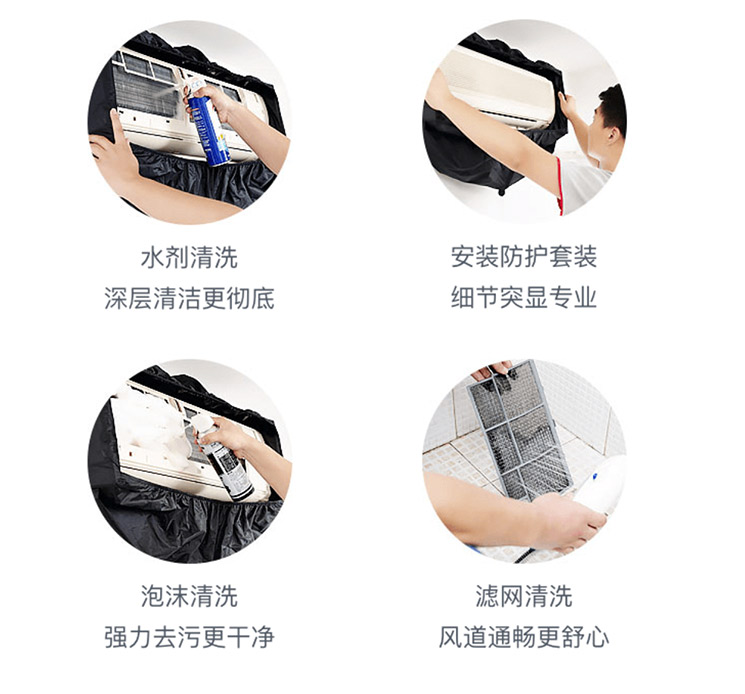 水剂清洗
深层清洁更彻底
安装防护套装
细节突显专业
泡沫清洗
强力去污更干净
滤网清洗
风道通畅更舒心